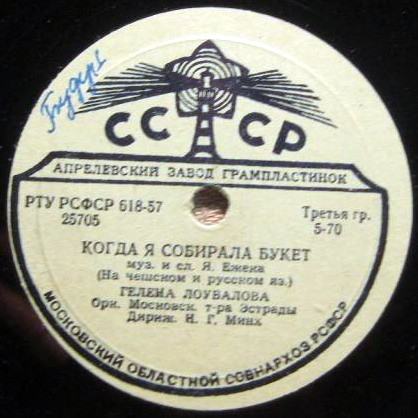 СССР
АПРЕЛЕВСКИЙ ЗАВОД ГРАМПЛАСТИНОК
РТУ РСФСР 618-57
25705
Третья гр.
5-70
КОГДА Я СОБИРАЛА БУКЕТ
муз. и сл. Я. Ежека
(На чешском и русском яз.)
ГЕЛЕНА ЛОУБАЛОВА
Орк. Московск. т-ра Эстрады
Дириж. Н. Г. Минх
МОСКОВСКИЙ ОБЛАСТНОЙ СОВНАРХОЗ РСФСР